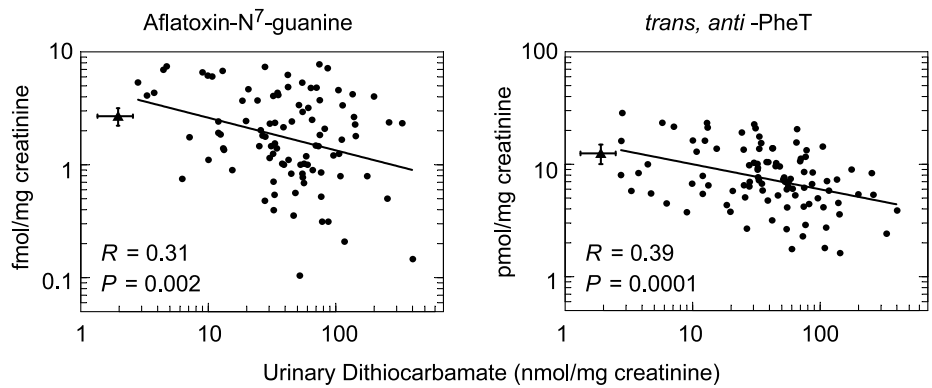 Aflatoxin-N7-guanine
fmol/mg creatinine
10
1
0.1
R = 0.31
P = 0.002
1 10 100
trans, anti -PheT
pmol/mg creatinine
100
10
1
R = 0.39
P = 0.0001
1 10 100
Urinary Dithiocarbamate (nmol/mg creatinine)